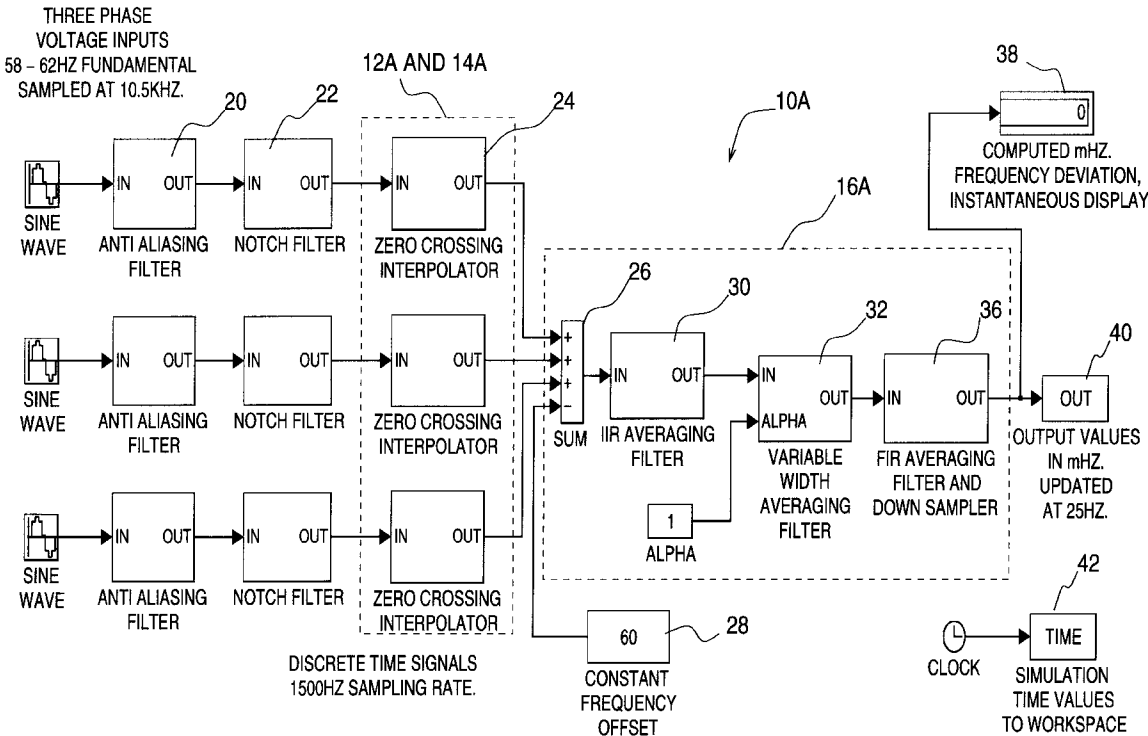 THREE PHASE
VOLTAGE INPUTS
58 – 62HZ FUNDAMENTAL
SAMPLED AT 10.5KHZ.
12A AND 14A
20
22
24
10A
38
0
COMPUTED mHZ.
FREQUENCY DEVIATION,
INSTANTANEOUS DISPLAY
SINE
WAVE
IN OUT
ANTI ALIASING
FILTER
IN OUT
NOTCH FILTER
IN OUT
ZERO CROSSING
INTERPOLATOR
16A
SINE
WAVE
IN OUT
ANTI ALIASING
FILTER
IN OUT
NOTCH FILTER
IN OUT
ZERO CROSSING
INTERPOLATOR
26
+
+
+
–
SUM
30
IN OUT
IIR AVERAGING
FILTER
32
IN
OUT
ALPHA
VARIABLE
WIDTH
AVERAGING
FILTER
36
IN OUT
FIR AVERAGING
FILTER AND
DOWN SAMPLER
40
OUT
OUTPUT VALUES
IN mHZ.
UPDATED
AT 25HZ.
1
ALPHA
SINE
WAVE
IN OUT
ANTI ALIASING
FILTER
IN OUT
NOTCH FILTER
IN OUT
ZERO CROSSING
INTERPOLATOR
DISCRETE TIME SIGNALS
1500HZ SAMPLING RATE.
60
28
CONSTANT
FREQUENCY
OFFSET
CLOCK
42
TIME
SIMULATION
TIME VALUES
TO WORKSPACE